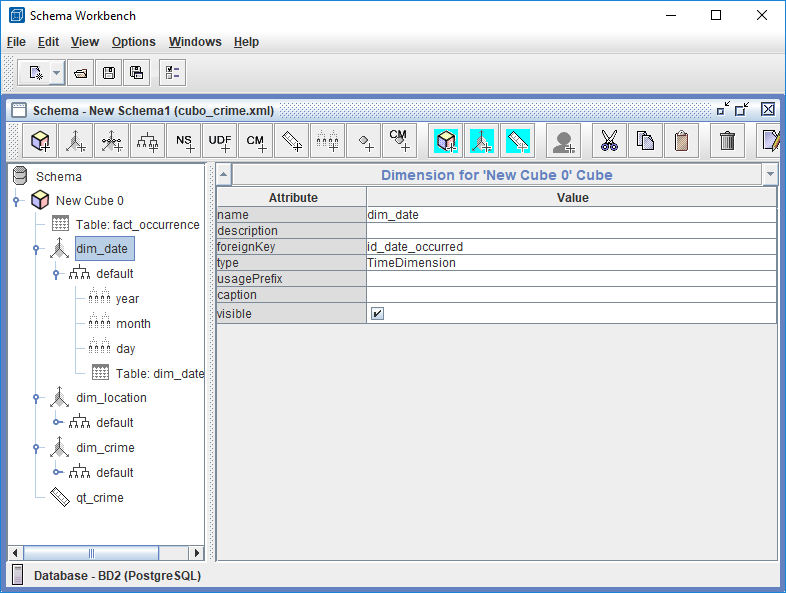 Schema Workbench
File Edit View Options Windows Help
Schema - New Schema1 (cubo_crime.xml)
NS UDF CM CM
Schema
New Cube 0
Table: fact_occurrence
dim_date
default
year
month
day
Table: dim_date
dim_location
default
dim_crime
default
qt_crime
Dimension for 'New Cube 0' Cube
Attribute Value
name dim_date
description
foreignKey id_date_occurred
type TimeDimension
usagePrefix
caption
visible
Database - BD2 (PostgreSQL)